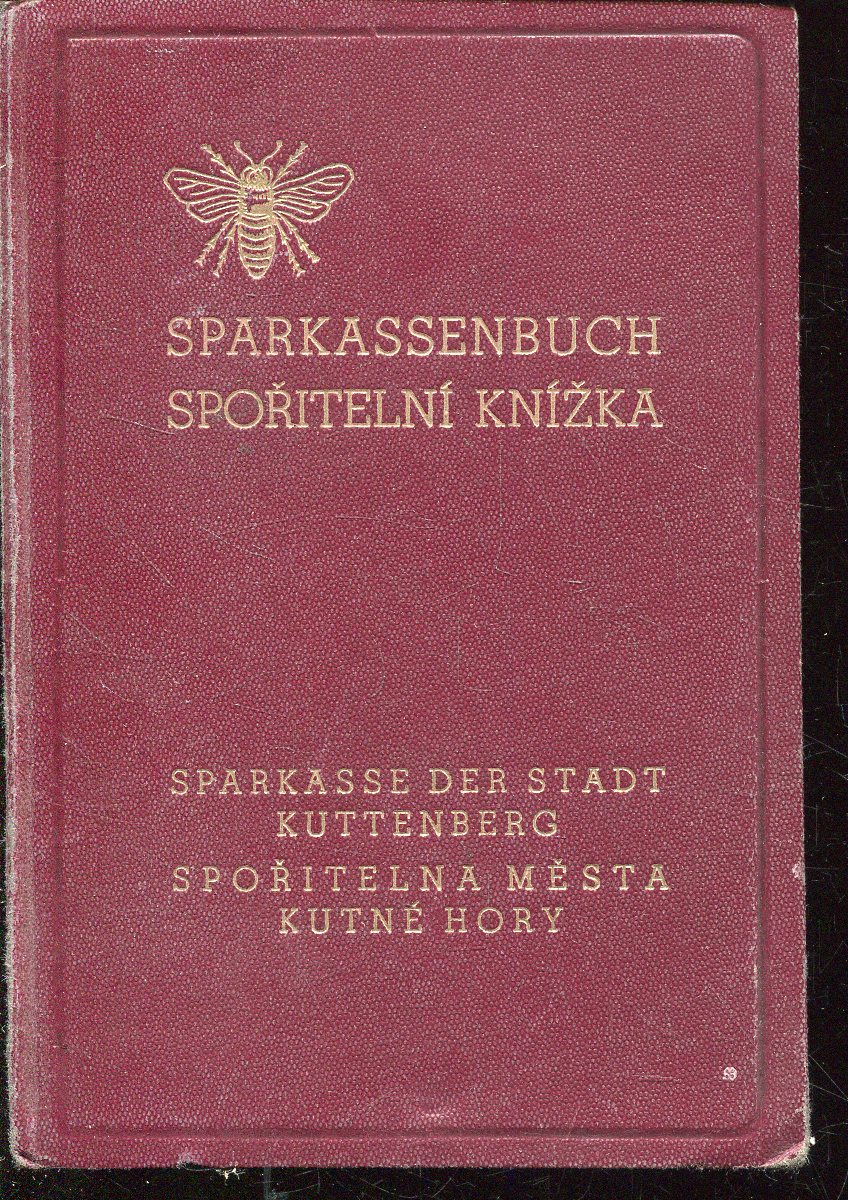 SPARKASSENBUCH
SPOŘITELNÍ KNÍŽKA
SPARKASSE DER STADT
KUTTENBERG
SPOŘITELNA MĚSTA
KUTNÉ HORY